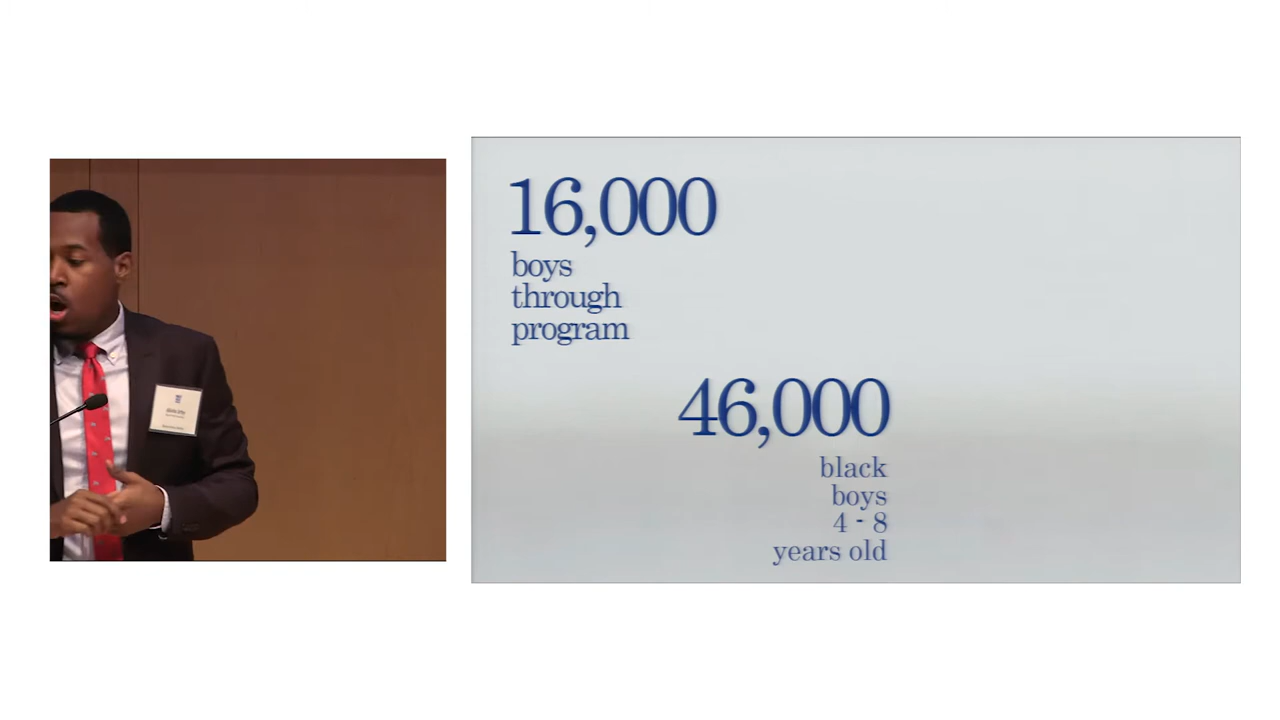 16,000
boys
through
program
46,000
black
boys
4 - 8
years old